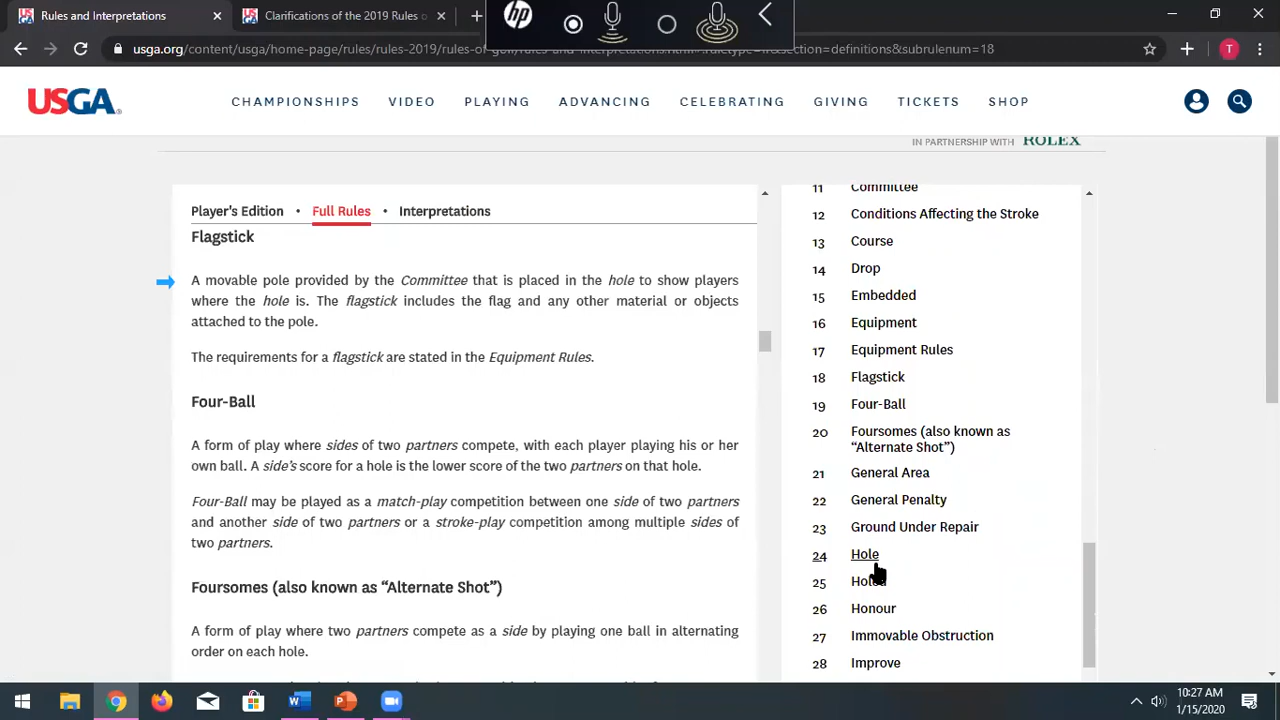 Rules and Interpretations
Clarifications of the 2019 Rules o
hp
usga.org/content/usga/home-page/rules/rules-2019/rules-of-golf/rules-and-interpretations.html#!ruletype=fr&section=definitions&subrulenum=18
T
USGA
CHAMPIONSHIPS VIDEO PLAYING ADVANCING CELEBRATING GIVING TICKETS SHOP
IN PARTNERSHIP WITH ROLEX
Player's Edition • Full Rules • Interpretations
Flagstick
A movable pole provided by the Committee that is placed in the hole to show players
where the hole is. The flagstick includes the flag and any other material or objects
attached to the pole.
The requirements for a flagstick are stated in the Equipment Rules.
Four-Ball
A form of play where sides of two partners compete, with each player playing his or her
own ball. A side's score for a hole is the lower score of the two partners on that hole.
Four-Ball may be played as a match-play competition between one side of two partners
and another side of two partners or a stroke-play competition among multiple sides of
two partners.
Foursomes (also known as “Alternate Shot”)
A form of play where two partners compete as a side by playing one ball in alternating
order on each hole.
11 Committee
12 Conditions Affecting the Stroke
13 Course
14 Drop
15 Embedded
16 Equipment
17 Equipment Rules
18 Flagstick
19 Four-Ball
20 Foursomes (also known as
“Alternate Shot”)
21 General Area
22 General Penalty
23 Ground Under Repair
24 Hole
25 Holed
26 Honour
27 Immovable Obstruction
28 Improve
10:27 AM
1/15/2020